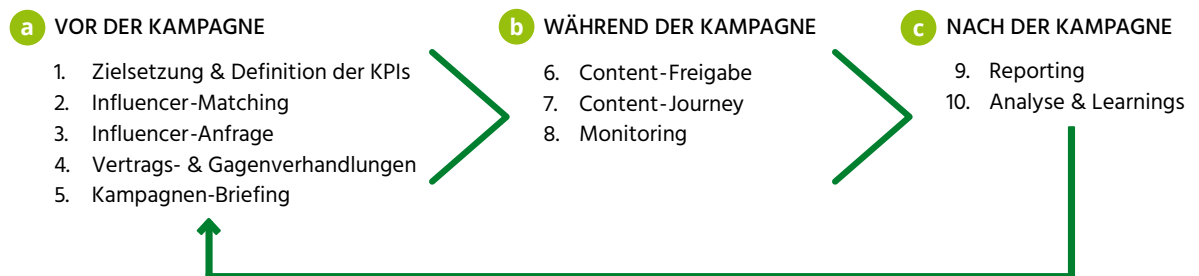 a VOR DER KAMPAGNE
1. Zielsetzung & Definition der KPIs
2. Influencer-Matching
3. Influencer-Anfrage
4. Vertrags- & Gagenverhandlungen
5. Kampagnen-Briefing
b WÄHREND DER KAMPAGNE
6. Content-Freigabe
7. Content-Journey
8. Monitoring
c NACH DER KAMPAGNE
9. Reporting
10. Analyse & Learnings